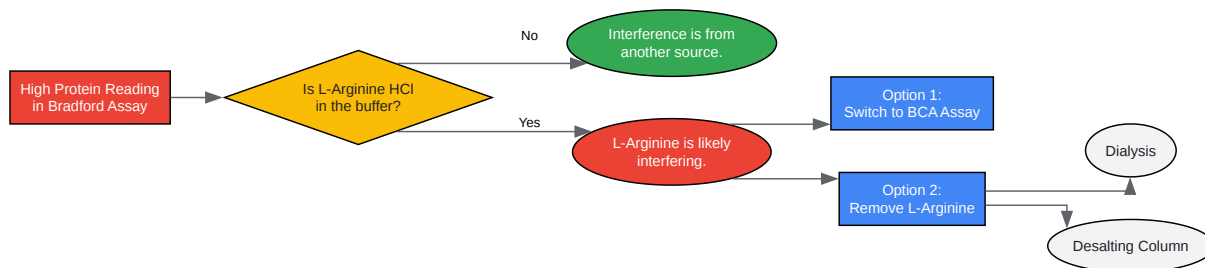 High Protein Reading
in Bradford Assay
Is L-Arginine HCl
in the buffer?
No
Interference is from
another source.
Yes
L-Arginine is likely
interfering.
Option 1:
Switch to BCA Assay
Option 2:
Remove L-Arginine
Dialysis
Desalting Column